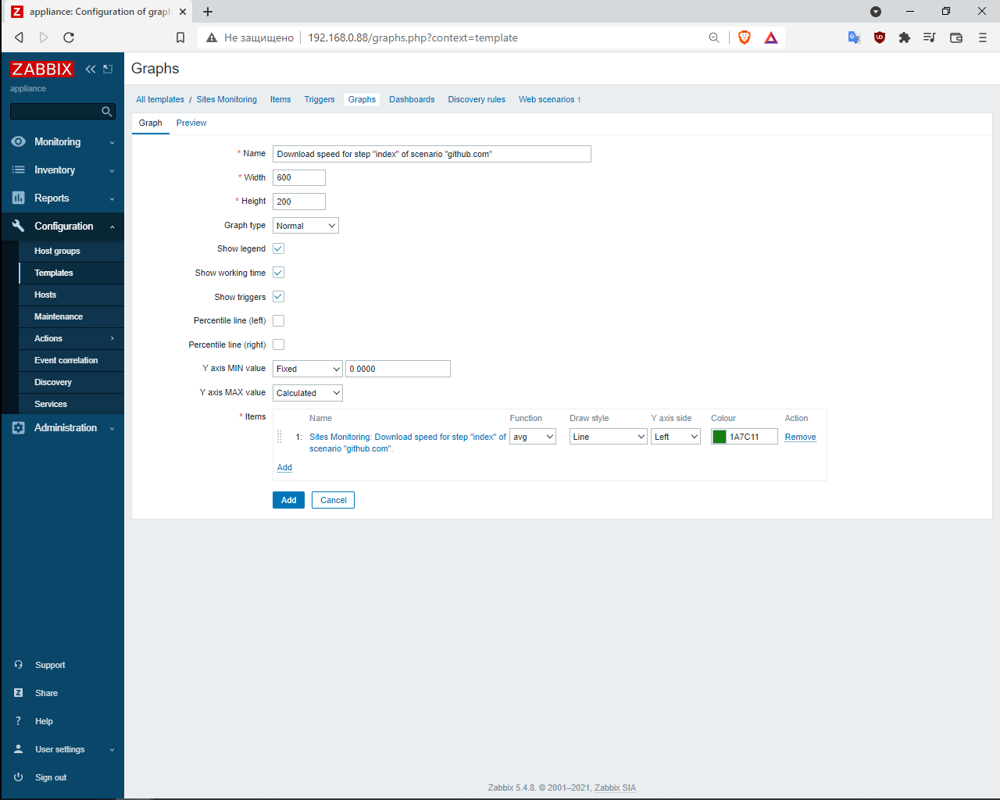 appliance: Configuration of graph
Не защищено
192.168.0.88/graphs.php?context=template
ZABBIX
appliance
Monitoring
Inventory
Reports
Configuration
Host groups
Templates
Hosts
Maintenance
Actions
Event correlation
Discovery
Services
Administration
Support
Share
Help
User settings
Sign out
Graphs
All templates / Sites Monitoring Items Triggers Graphs Dashboards Discovery rules Web scenarios 1
Graph Preview
* Name Download speed for step "index" of scenario "github.com"
* Width 600
* Height 200
Graph type Normal
Show legend
Show working time
Show triggers
Percentile line (left)
Percentile line (right)
Y axis MIN value Fixed 0.0000
Y axis MAX value Calculated
* Items Name Function Draw style Y axis side Colour Action
1: Sites Monitoring: Download speed for step "index" of avg Line Left 1A7C11 Remove
scenario "github.com".
Add
Add Cancel
Zabbix 5.4.8. © 2001–2021, Zabbix SIA